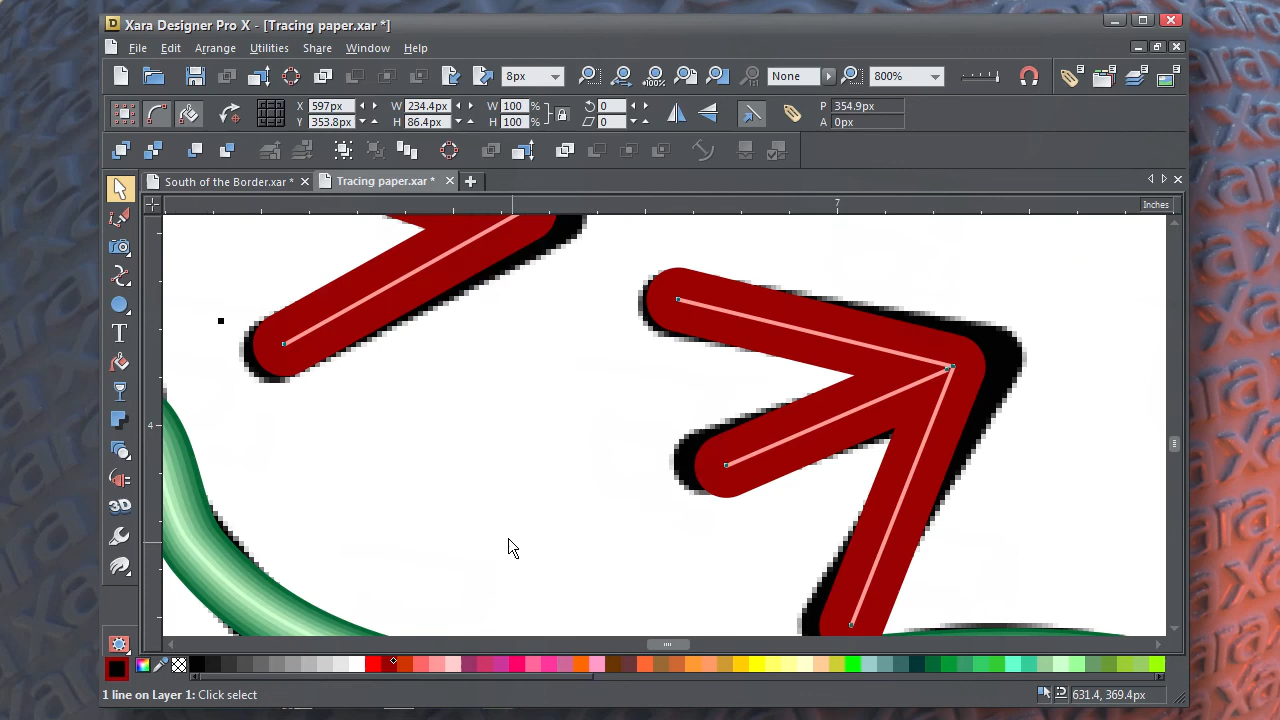 Xara Designer Pro X - [Tracing paper.xar *]
File Edit Arrange Utilities Share Window Help
8px None 800%
X 597px W 234.4px W 100 % 0 P 354.9px
Y 353.8px H 86.4px H 100 % 0 A 0px
South of the Border.xar * Tracing paper.xar *
7 Inches
4
T
3D
1 line on Layer 1: Click select 631.4, 369.4px